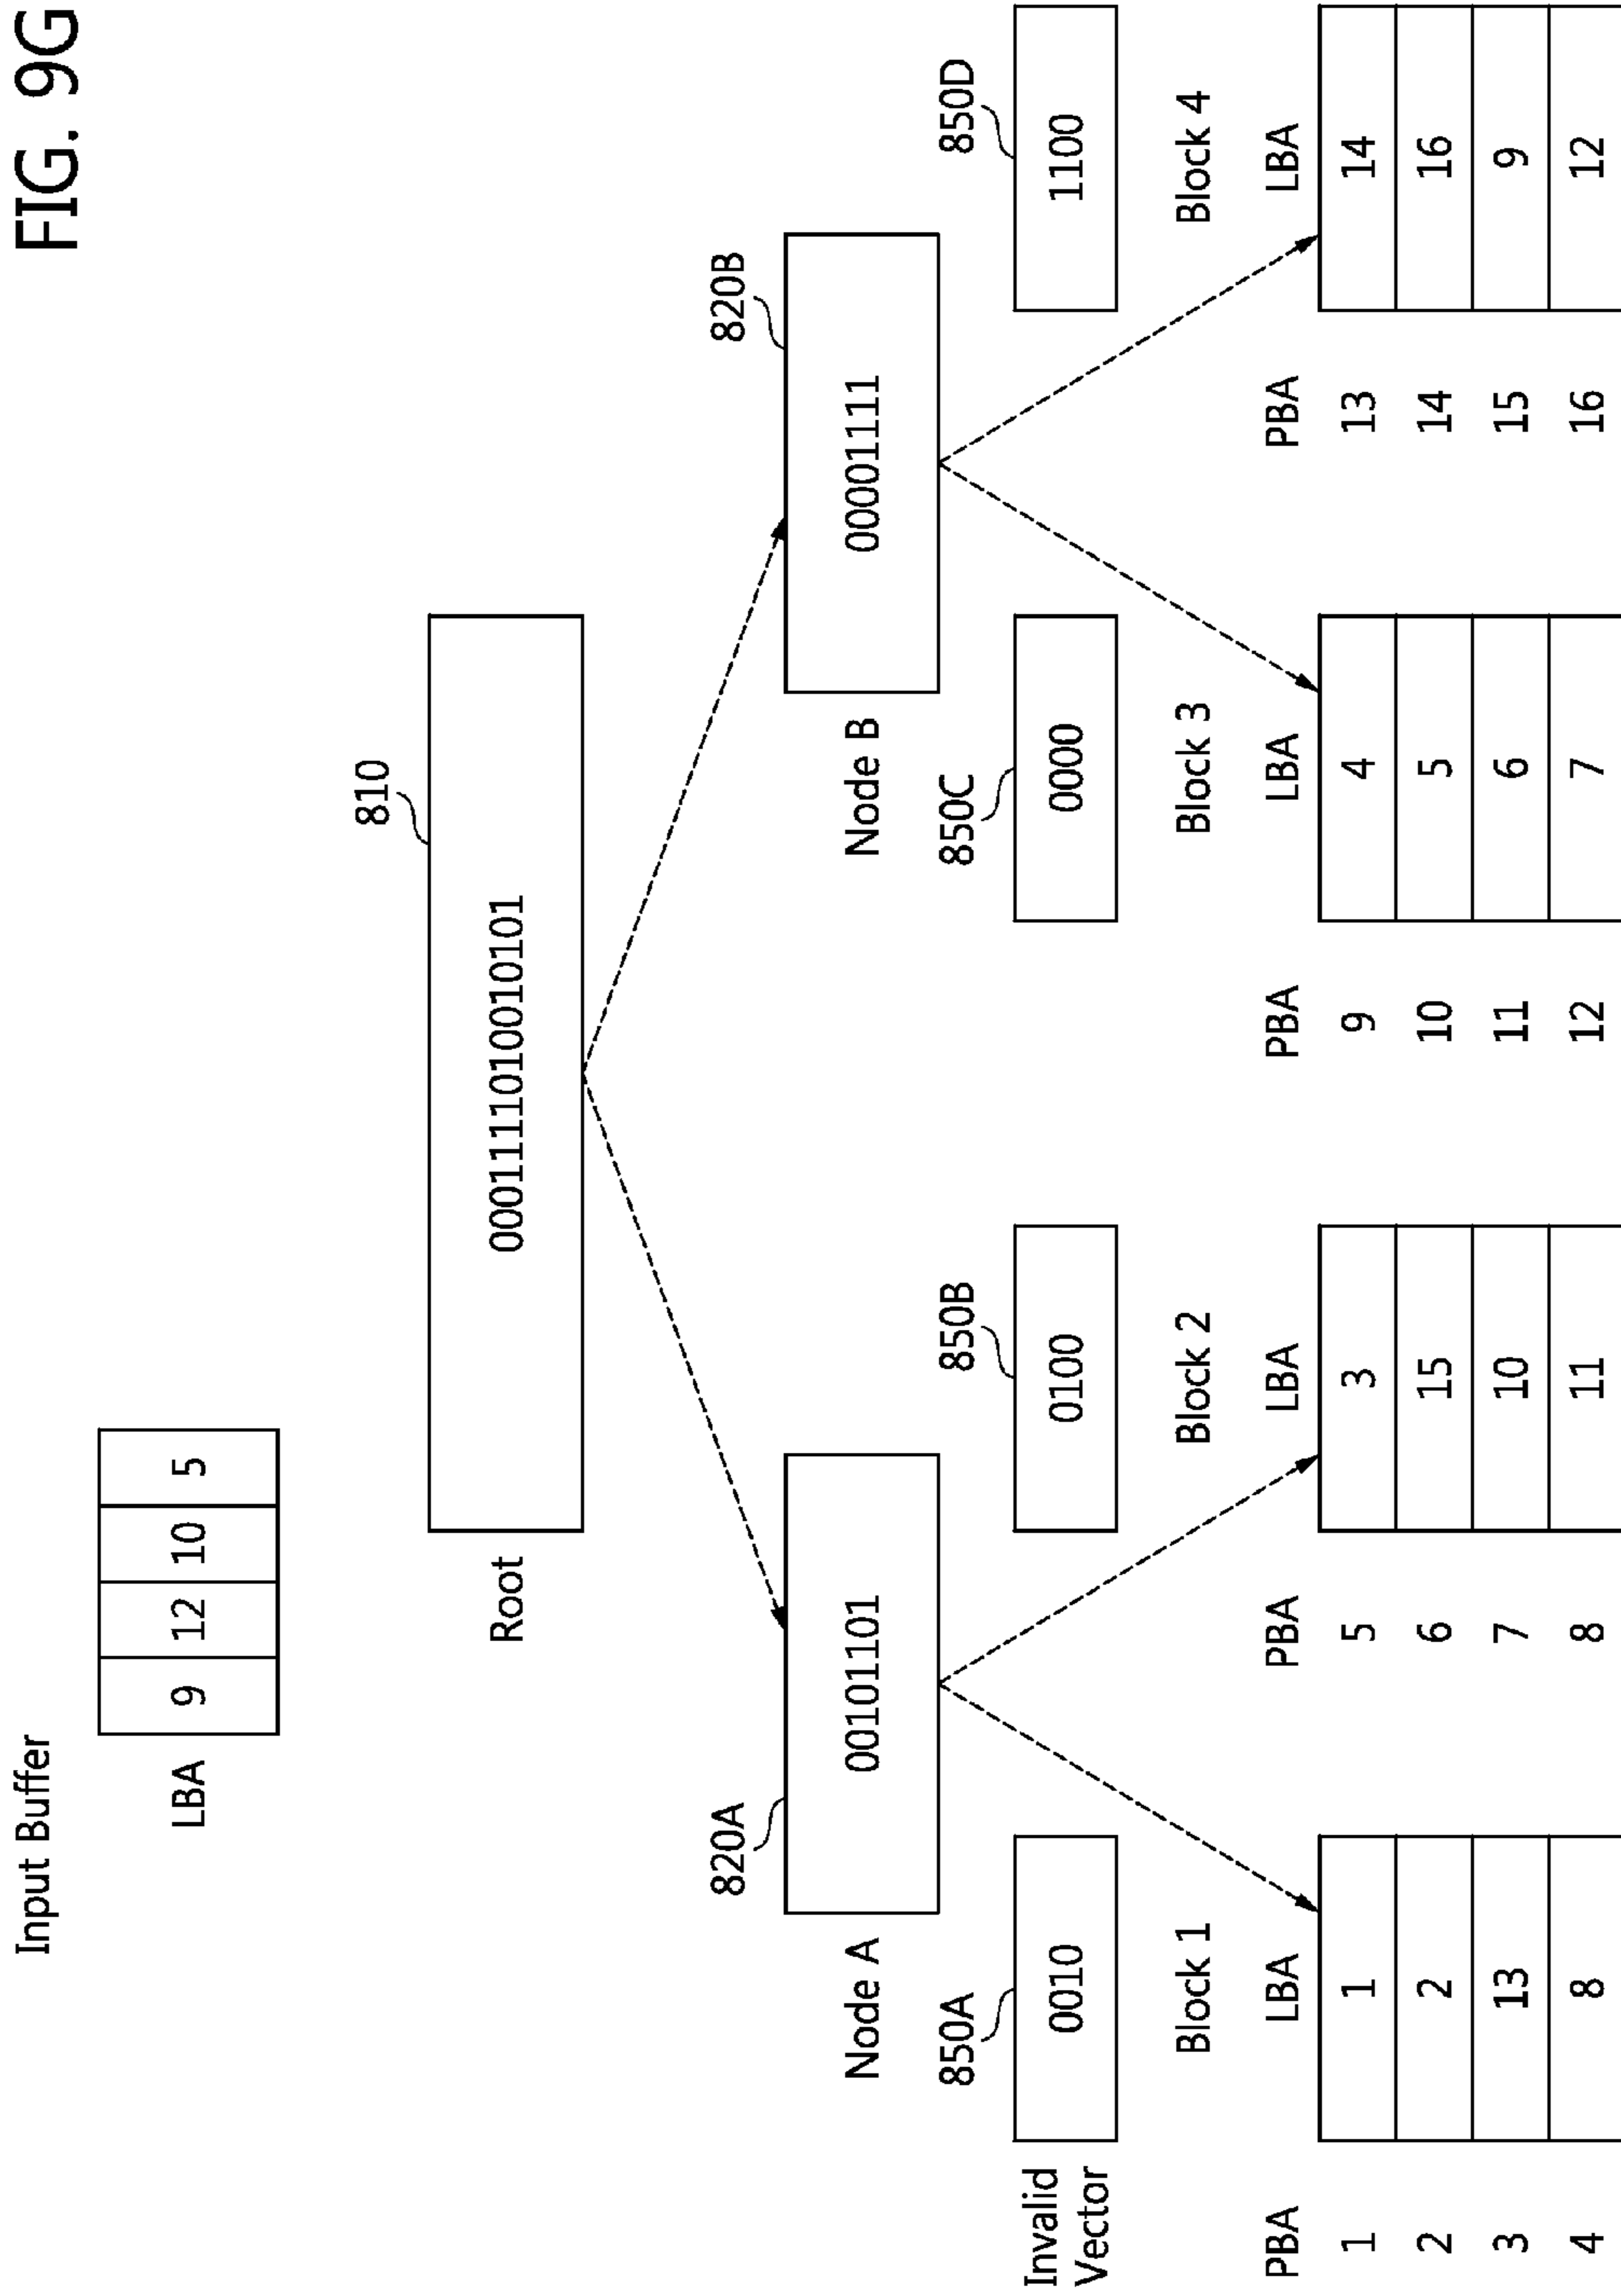 FIG. 9G
Input Buffer
LBA 9 12 10 5
810
Root 0001111010010101
820A 820B
Node A 00101101 Node B 00001111
850A 850B 850C 850D
Invalid
Vector
0010 0100 0000 1100
Block 1 Block 2 Block 3 Block 4
PBA LBA PBA LBA PBA LBA PBA LBA
1 1 5 3 9 4 13 14
2 2 6 15 10 5 14 16
3 13 7 10 11 6 15 9
4 8 8 11 12 7 16 12